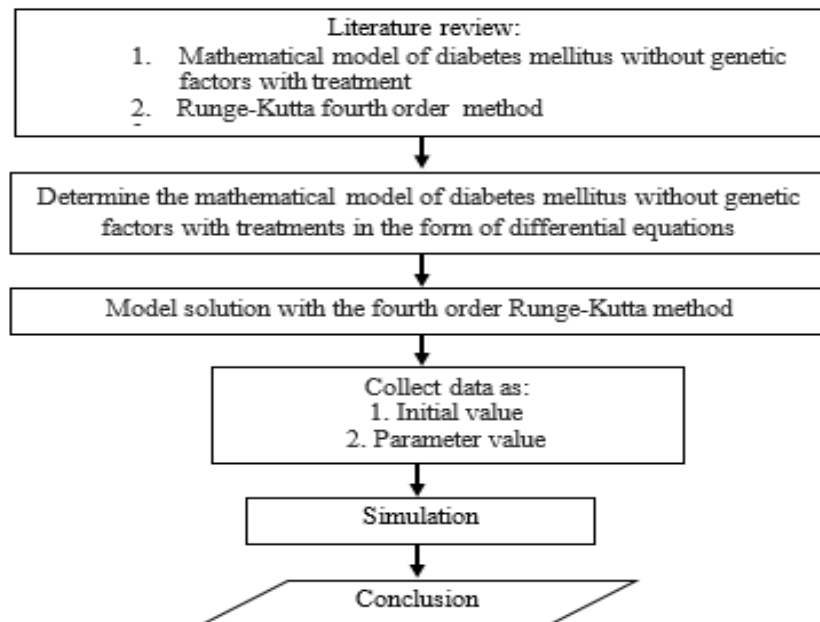 Literature review:
1. Mathematical model of diabetes mellitus without genetic
factors with treatment
2. Runge-Kutta fourth order method
Determine the mathematical model of diabetes mellitus without genetic
factors with treatments in the form of differential equations
Model solution with the fourth order Runge-Kutta method
Collect data as:
1. Initial value
2. Parameter value
Simulation
Conclusion